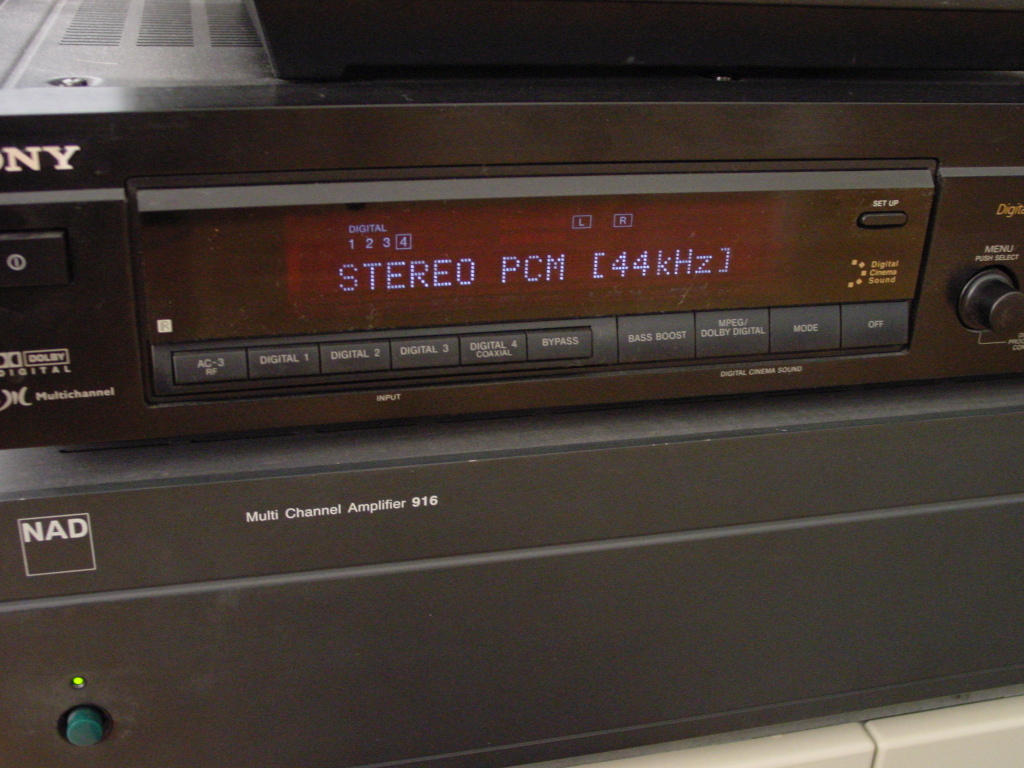 ONY
SET UP
Digita
DIGITAL
1 2 3 4
L R
STEREO PCM [44kHz]
Digital
Cinema
Sound
MENU
PUSH SELECT
R
AC-3
RF
DIGITAL 1
DIGITAL 2
DIGITAL 3
DIGITAL 4
COAXIAL
BYPASS
BASS BOOST
MPEG/
DOLBY DIGITAL
MODE
OFF
DOLBY
DIGITAL
Multichannel
INPUT
DIGITAL CINEMA SOUND
NAD
Multi Channel Amplifier 916